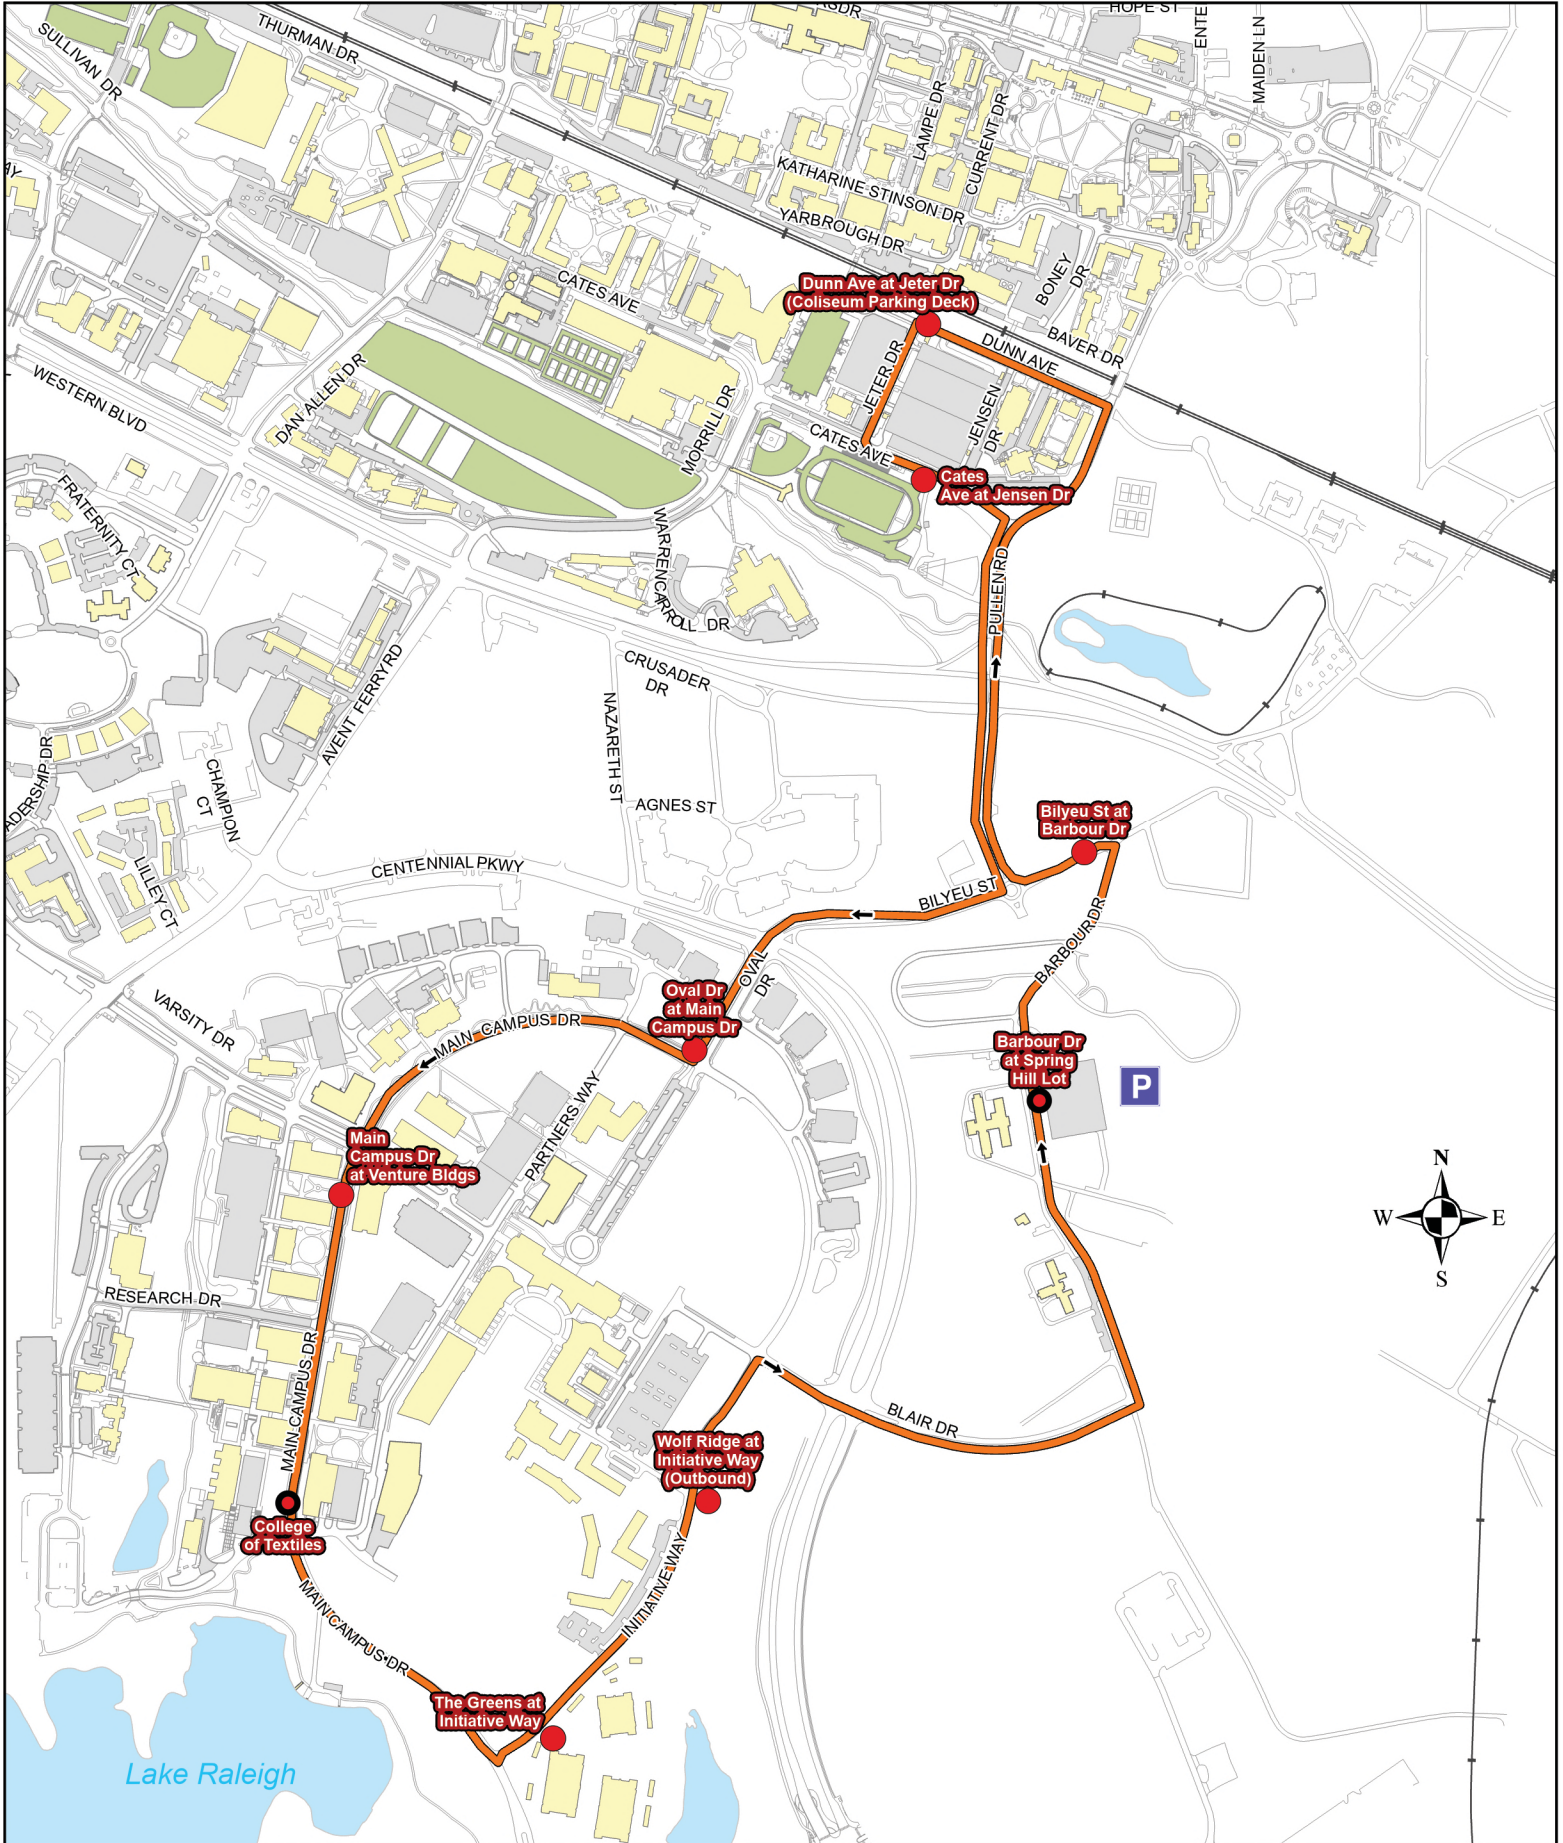 HOPE ST
MAIDEN LN
THURMAN DR
SULLIVAN DR
LAMPE DR
CURRENT DR
KATHARINE STINSON DR
YARBROUGH DR
BONEY
DR
CATES AVE
Dunn Ave at Jeter Dr
(Coliseum Parking Deck)
BAVER DR
DUNN AVE
JETER DR
JENSEN
DR
WESTERN BLVD
DAN ALLEN DR
MORRILL DR
CATES AVE
Cates
Ave at Jensen Dr
FRATERNITY CT
WARREN CARROLL DR
PULLEN RD
CRUSADER
DR
AVENT FERRY RD
NAZARETH ST
AGNES ST
CHAMPION
CT
LILLEY CT
CENTENNIAL PKWY
Bilyeu St at
Barbour Dr
BILYEU ST
BARBOUR DR
OVAL
DR
Oval Dr
at Main
Campus Dr
VARSITY DR
MAIN CAMPUS DR
Barbour Dr
at Spring
Hill Lot
P
PARTNERS WAY
Main
Campus Dr
at Venture Bldgs
N
W
E
S
RESEARCH DR
MAIN CAMPUS DR
BLAIR DR
Wolf Ridge at
Initiative Way
(Outbound)
College
of Textiles
INITIATIVE WAY
MAIN CAMPUS DR
The Greens at
Initiative Way
Lake Raleigh